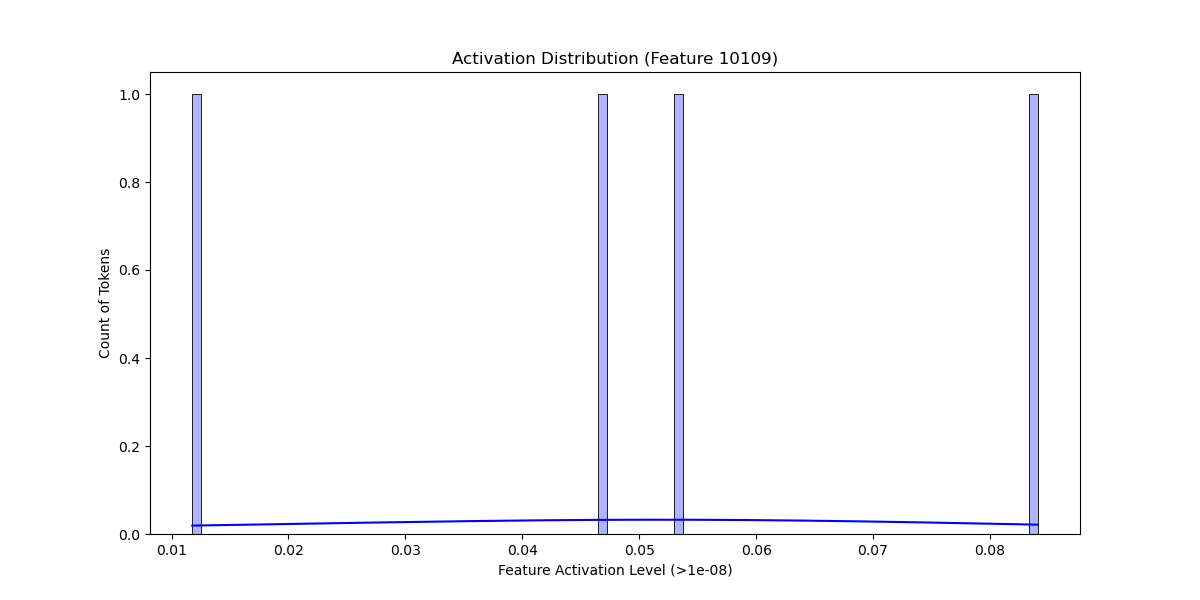 Activation Distribution (Feature 10109)
Count of Tokens
1.0
0.8
0.6
0.4
0.2
0.0
0.01 0.02 0.03 0.04 0.05 0.06 0.07 0.08
Feature Activation Level (>1e-08)